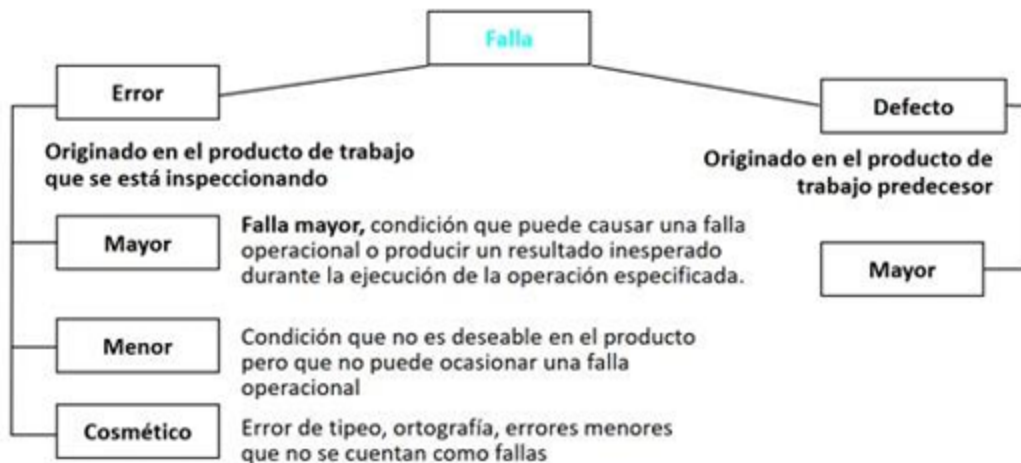 Falla
Error
Defecto
Originado en el producto de trabajo
que se está inspeccionando
Originado en el producto de
trabajo predecesor
Mayor
Falla mayor, condición que puede causar una falla
operacional o producir un resultado inesperado
durante la ejecución de la operación especificada.
Mayor
Menor
Condición que no es deseable en el producto
pero que no puede ocasionar una falla
operacional
Cosmético
Error de tipeo, ortografía, errores menores
que no se cuentan como fallas